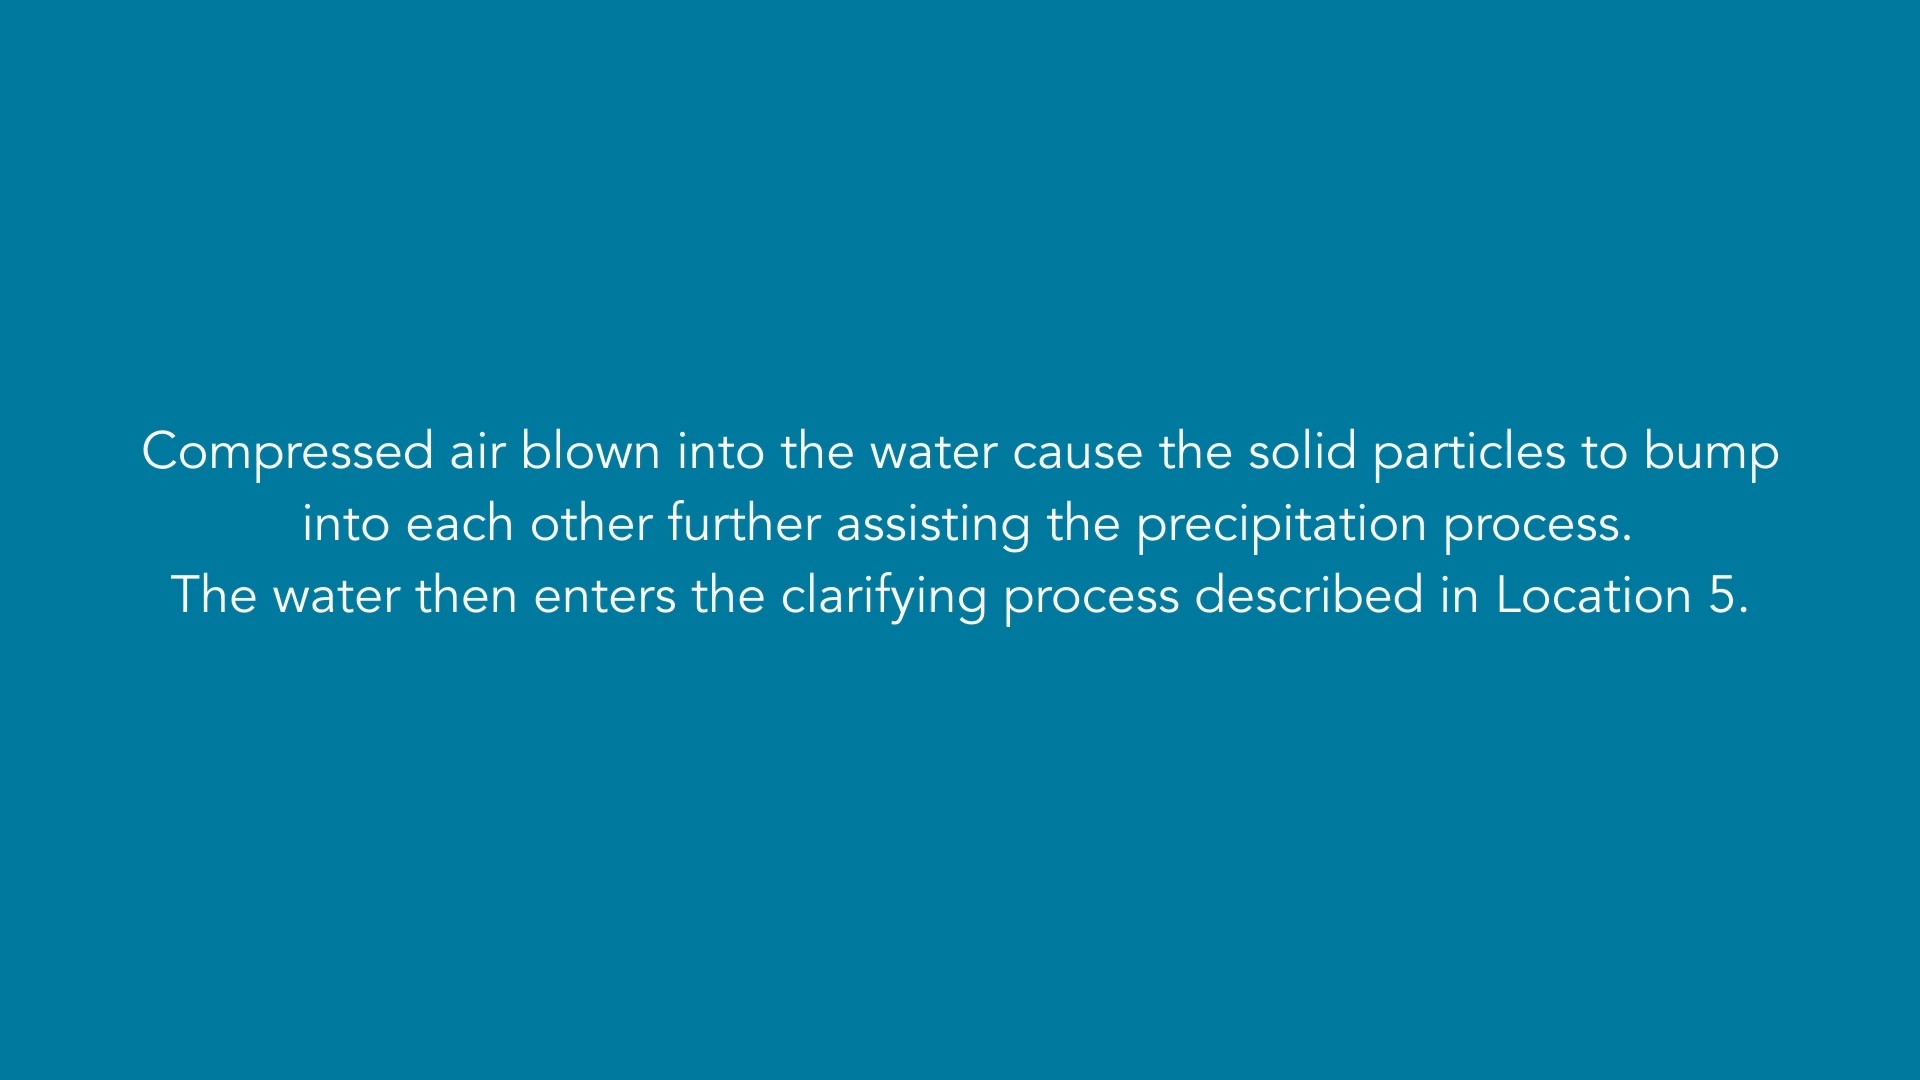 Compressed air blown into the water cause the solid particles to bump
into each other further assisting the precipitation process.
The water then enters the clarifying process described in Location 5.